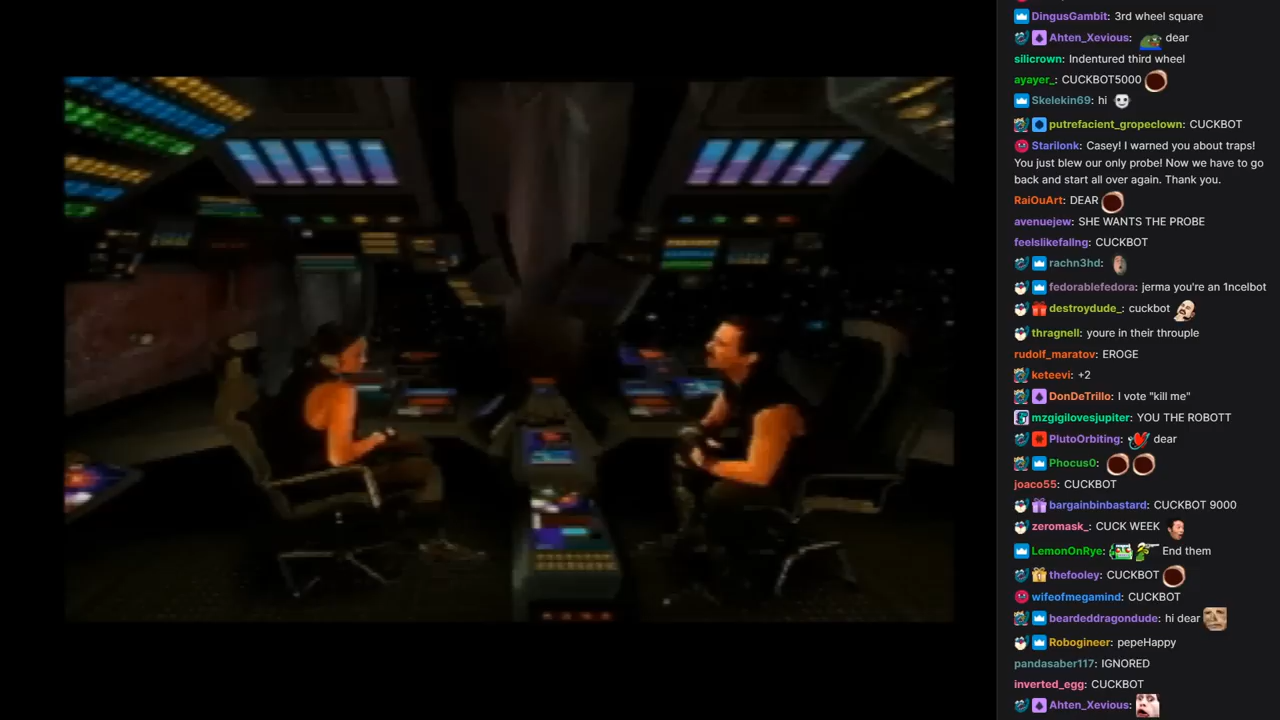 DingusGambit: 3rd wheel square
Ahten_Xevious: dear
silicrown: Indentured third wheel
ayayer_: CUCKBOT5000
Skelekin69: hi
putrefacient_gropeclown: CUCKBOT
Starilonk: Casey! I warned you about traps!
You just blew our only probe! Now we have to go
back and start all over again. Thank you.
RaiOuArt: DEAR
avenuejew: SHE WANTS THE PROBE
feelslikefallng: CUCKBOT
rachn3hd:
fedorablefedora: jerma you're an 1ncelbot
destroydude_: cuckbot
thragnell: youre in their throuple
rudolf_maratov: EROGE
keteevi: +2
DonDeTrillo: I vote "kill me"
mzgigilovesjupiter: YOU THE ROBOTT
PlutoOrbiting: dear
Phocus0:
joaco55: CUCKBOT
bargainbinbastard: CUCKBOT 9000
zeromask_: CUCK WEEK
LemonOnRye: End them
thefooley: CUCKBOT
wifeofmegamind: CUCKBOT
beardeddragondude: hi dear
Robogineer: pepeHappy
pandasaber117: IGNORED
inverted_egg: CUCKBOT
Ahten_Xevious: